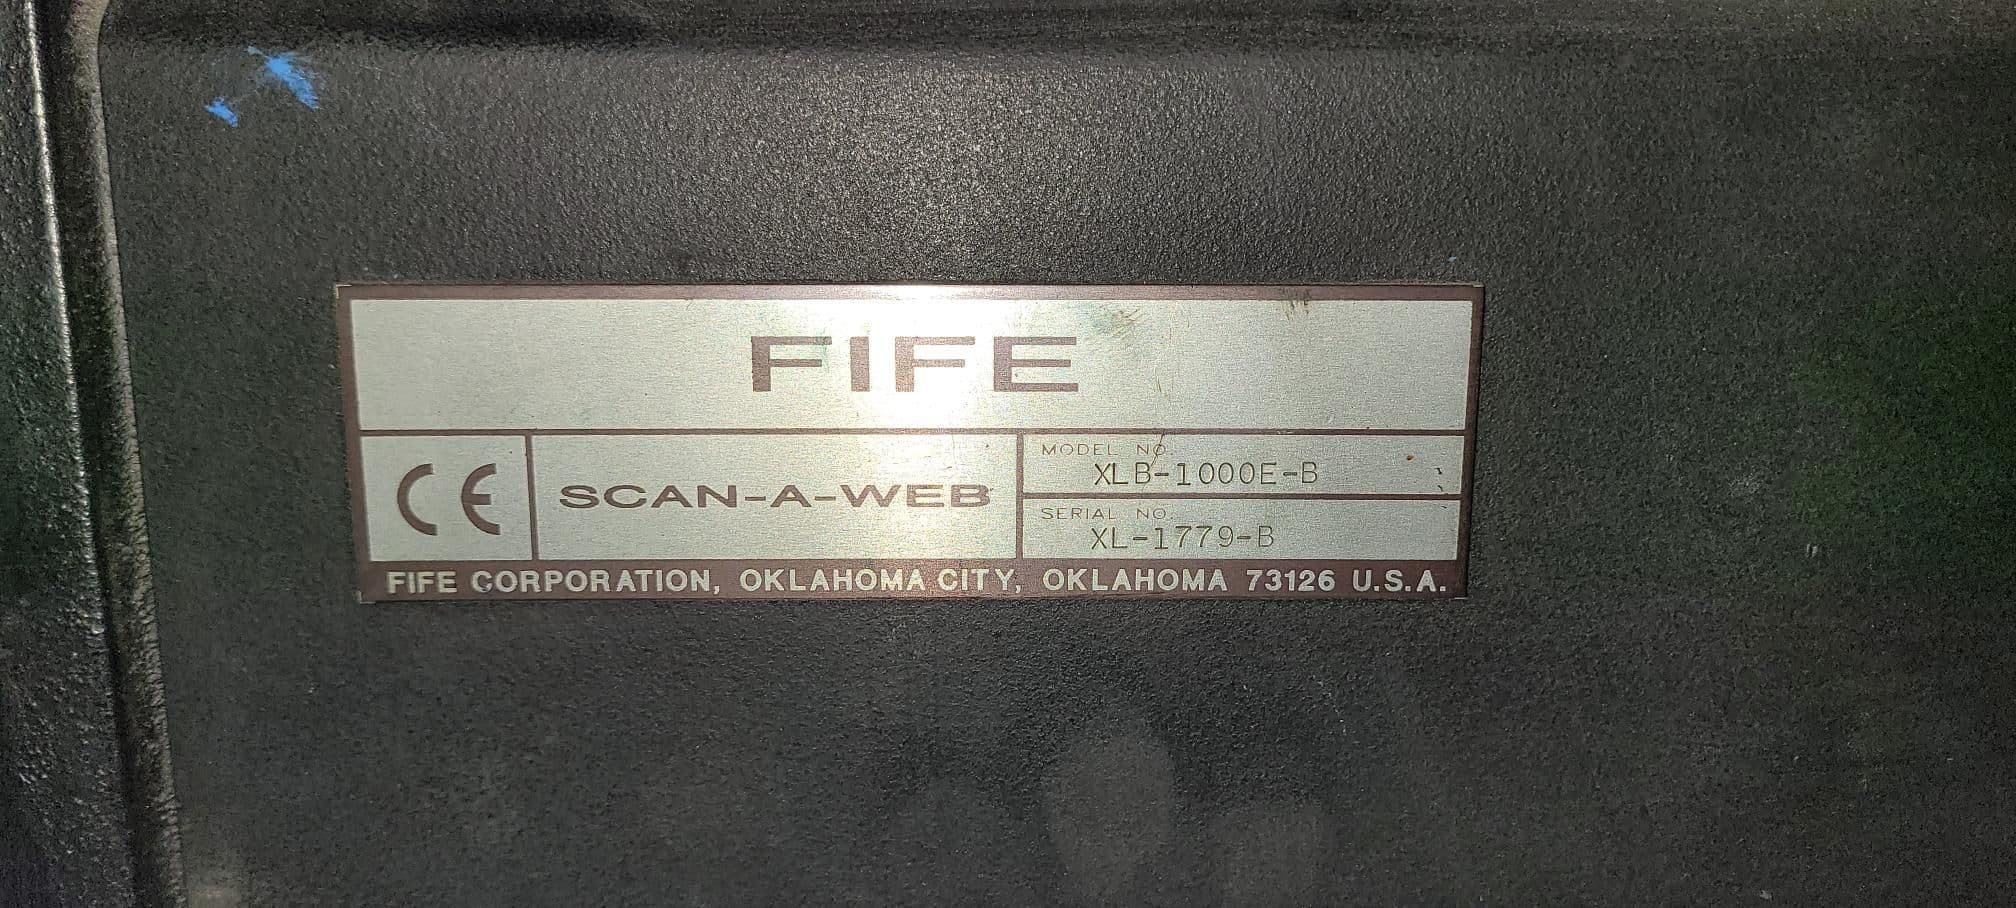 FIFE
CE
SCAN-A-WEB
MODEL NO.
XLB-1000E-B
SERIAL NO.
XL-1779-B
FIFE CORPORATION, OKLAHOMA CITY, OKLAHOMA 73126 U.S.A.